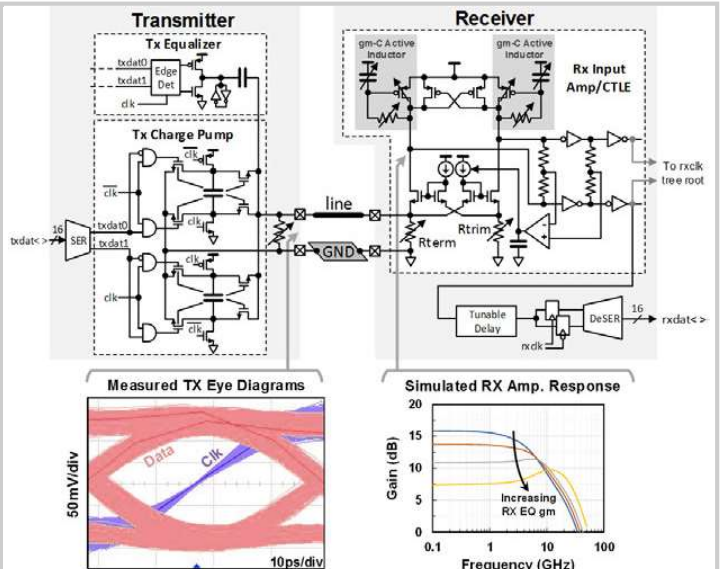 Transmitter
Tx Equalizer
txdat0
txdat1
Edge
Det
clk
Tx Charge Pump
clk
clk
txdat<>
16
SER
txdat0
txdat1
clk
clk
clk
line
GND
Receiver
gm-C Active
Inductor
gm-C Active
Inductor
Rx Input
Amp/CTLE
Rterm
Rtrim
+
-
To rxclk
tree root
Tunable
Delay
rxclk
DeSER
16
rxdat<>
Measured TX Eye Diagrams
50mV/div
Data
Clk
10ps/div
Simulated RX Amp. Response
Gain (dB)
20
15
10
5
0
Increasing
RX EQ gm
0.1
1
10
100
Frequency (GHz)